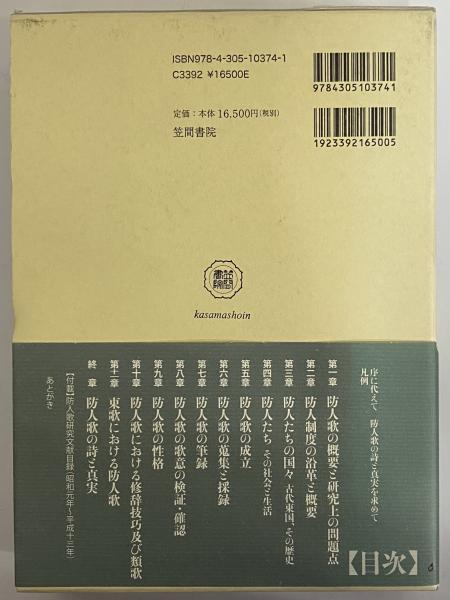 ISBN978-4-305-10374-1
C3392 ¥16500E
定価:本体 16,500円(税別)
笠間書院
9784305103741
1923392165005
笠間書院
kasamashoin
【目次】
序に代えて 防人歌の詩と真実を求めて
凡例
第一章 防人歌の概要と研究上の問題点
第二章 防人制度の沿革と概要
第三章 防人たちの国々 古代東国、その歴史
第四章 防人たち その社会と生活
第五章 防人歌の成立
第六章 防人歌の蒐集と採録
第七章 防人歌の筆録
第八章 防人歌の歌意の検証・確認
第九章 防人歌の性格
第十章 防人歌における修辞技巧及び類歌
第十一章 東歌における防人歌
終 章 防人歌の詩と真実
【付載】防人歌研究文献目録(昭和元年~平成十三年)
あとがき